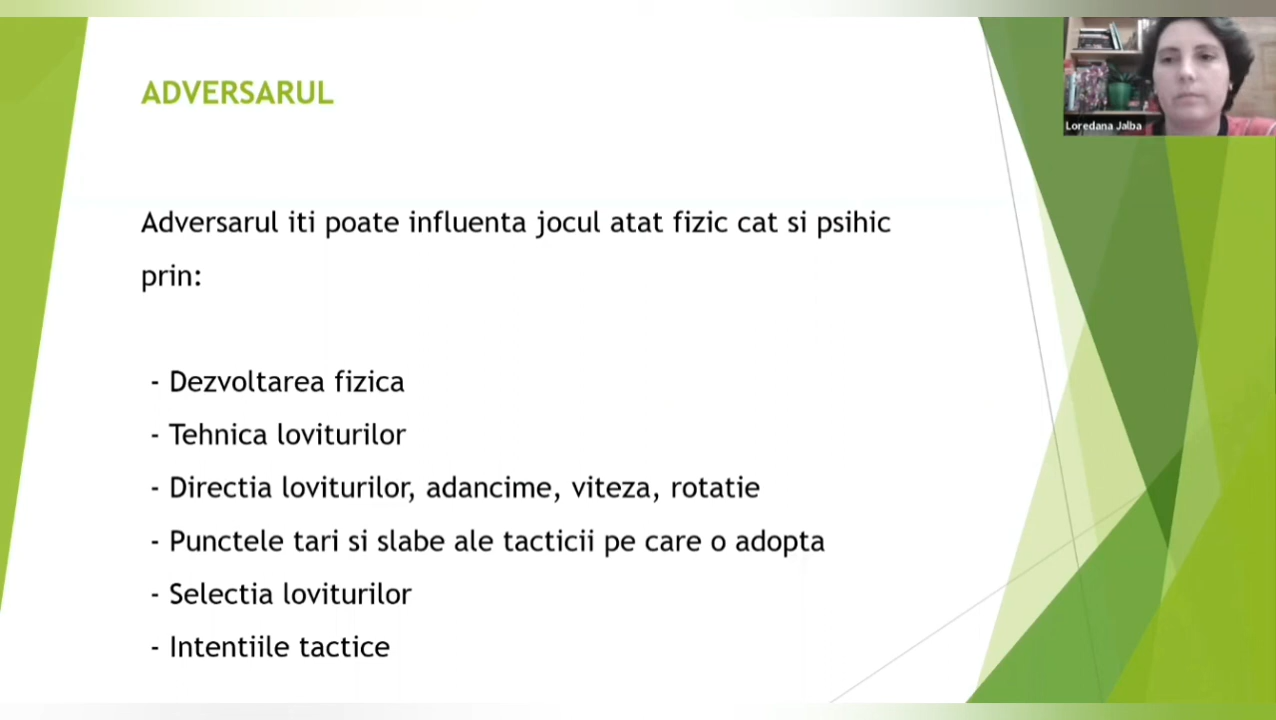 ADVERSARUL
Loredana Jalba
Adversarul iti poate influenta jocul atat fizic cat si psihic
prin:
- Dezvoltarea fizica
- Tehnica loviturilor
- Directia loviturilor, adancime, viteza, rotatie
- Punctele tari si slabe ale tacticii pe care o adopta
- Selectia loviturilor
- Intentiile tactice